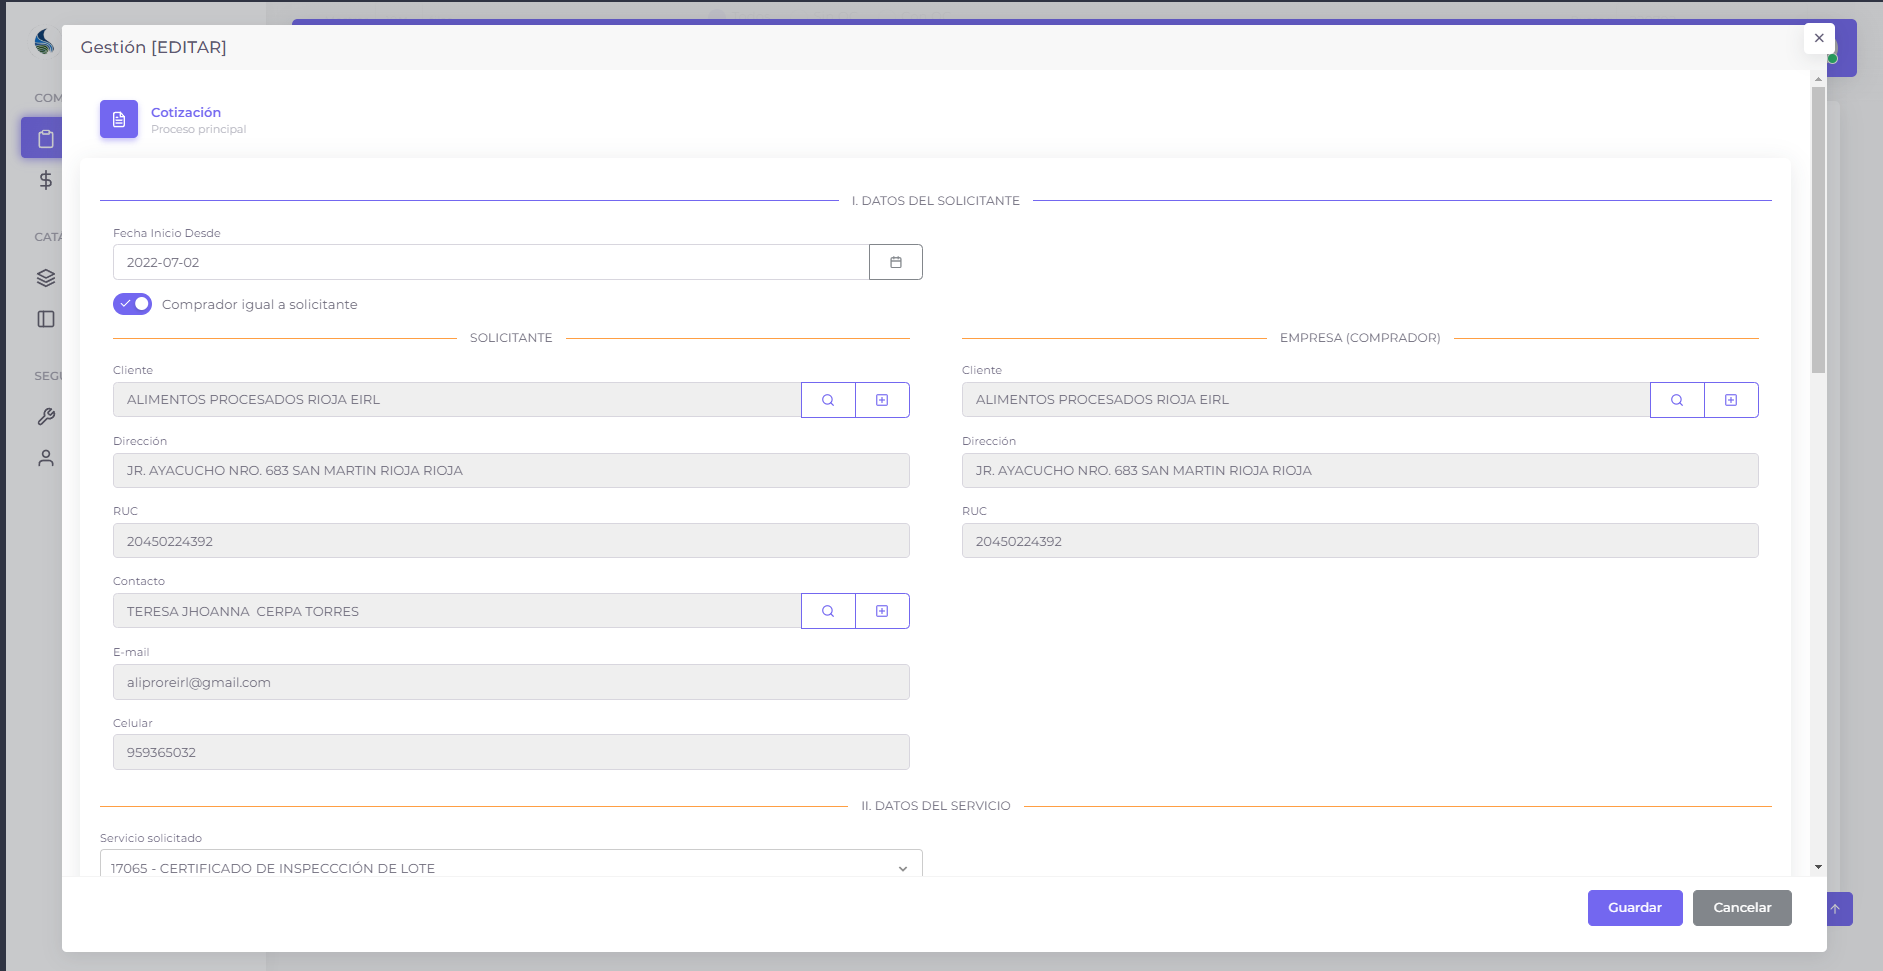 Gestión [EDITAR]
COM
Cotización
Proceso principal
I. DATOS DEL SOLICITANTE
Fecha Inicio Desde
2022-07-02
Comprador igual a solicitante
CATA
SOLICITANTE
EMPRESA (COMPRADOR)
Cliente
Cliente
ALIMENTOS PROCESADOS RIOJA EIRL
ALIMENTOS PROCESADOS RIOJA EIRL
SEGU
Dirección
Dirección
JR. AYACUCHO NRO. 683 SAN MARTIN RIOJA RIOJA
JR. AYACUCHO NRO. 683 SAN MARTIN RIOJA RIOJA
RUC
RUC
20450224392
20450224392
Contacto
TERESA JHOANNA  CERPA TORRES
E-mail
aliproreirl@gmail.com
Celular
959365032
II. DATOS DEL SERVICIO
Servicio solicitado
17065 - CERTIFICADO DE INSPECCCIÓN DE LOTE
Guardar
Cancelar